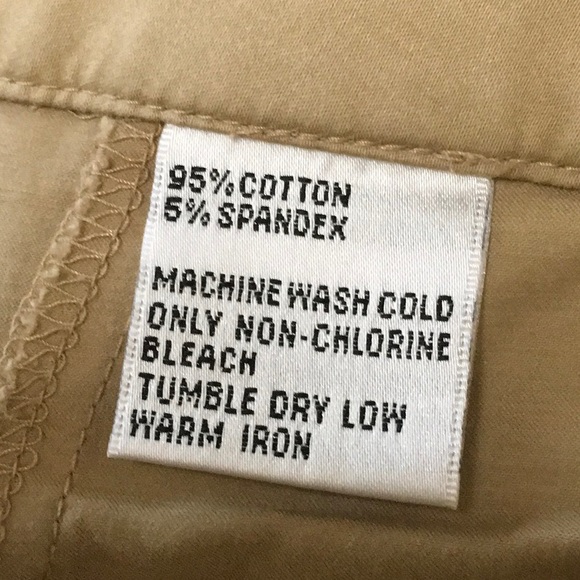 95% COTTON
5% SPANDEX
MACHINE WASH COLD
ONLY NON-CHLORINE
BLEACH
TUMBLE DRY LOW
WARM IRON